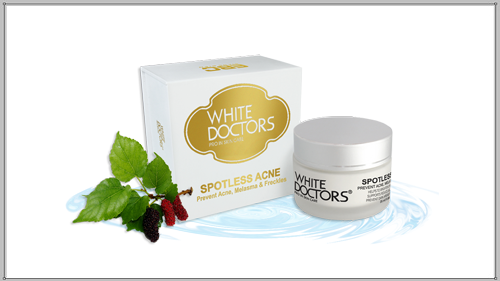 WHITE
DOCTORS
SPOTLESS ACNE
Prevent Acne, Melasma & Freckles
WHITE
DOCTORS®
SPOTLESS
PREVENT ACNE,